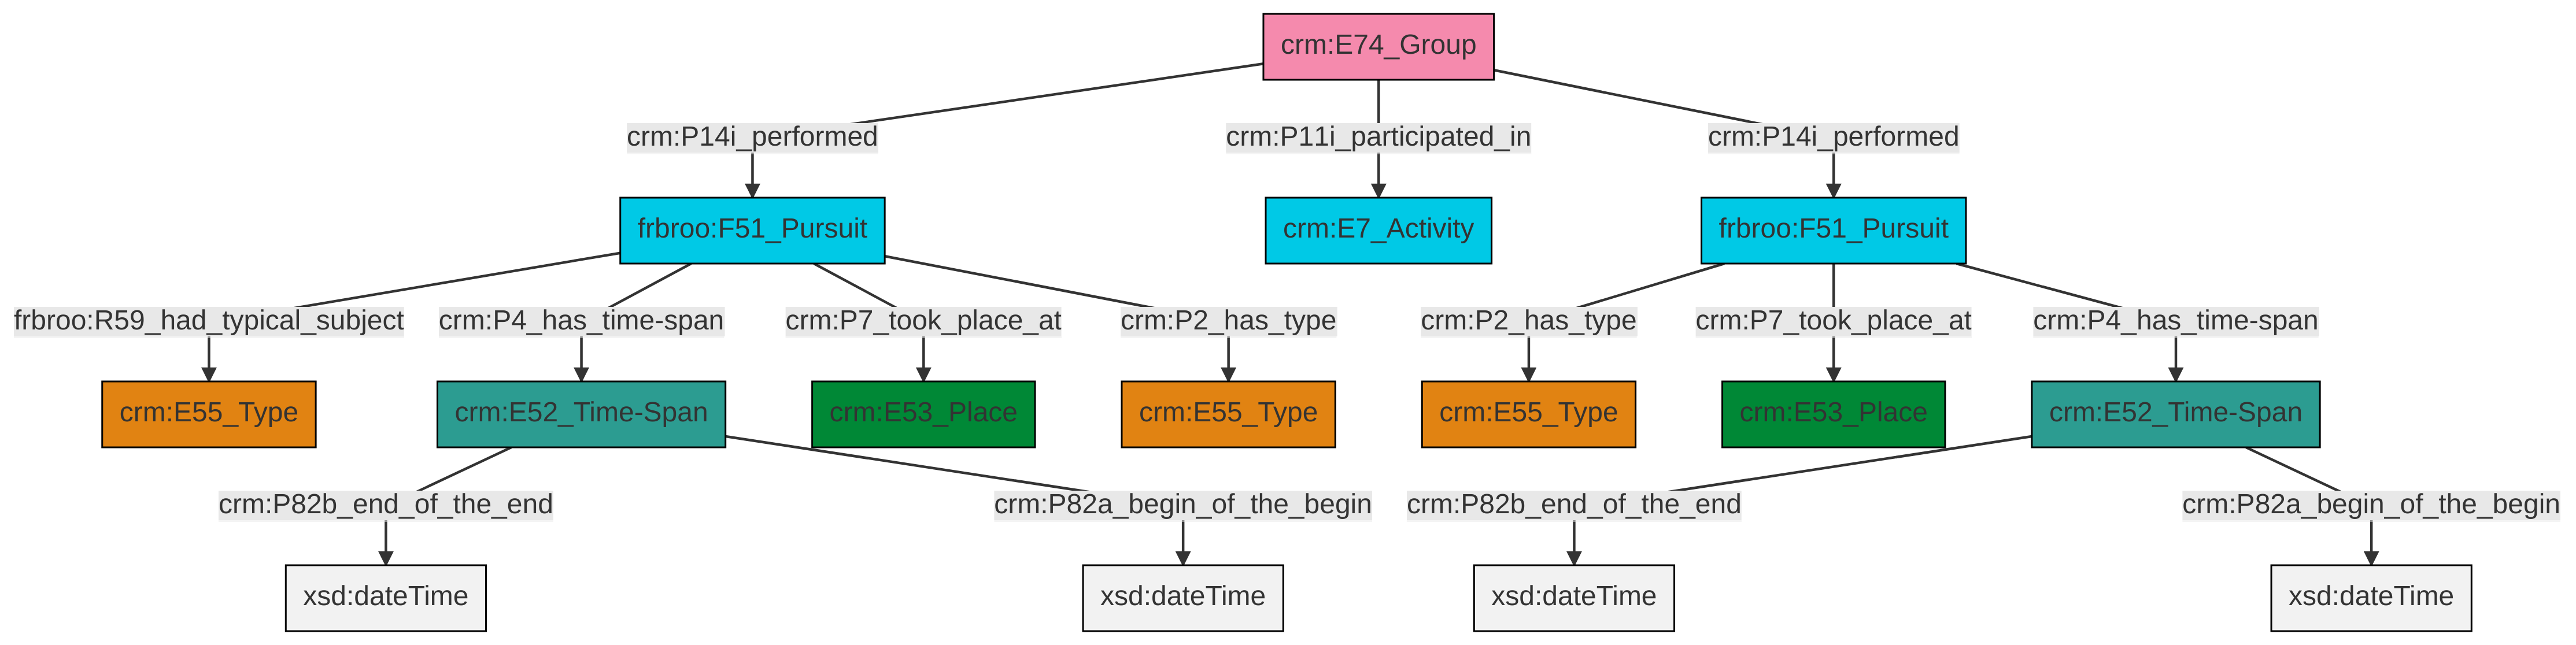 crm:E74_Group
crm:P14i_performed
crm:P11i_participated_in
crm:P14i_performed
frbroo:F51_Pursuit
crm:E7_Activity
frbroo:F51_Pursuit
frbroo:R59_had_typical_subject
crm:P4_has_time-span
crm:P7_took_place_at
crm:P2_has_type
crm:P2_has_type
crm:P7_took_place_at
crm:P4_has_time-span
crm:E55_Type
crm:E52_Time-Span
crm:E53_Place
crm:E55_Type
crm:E55_Type
crm:E53_Place
crm:E52_Time-Span
crm:P82b_end_of_the_end
crm:P82a_begin_of_the_begin
crm:P82b_end_of_the_end
crm:P82a_begin_of_the_begin
xsd:dateTime
xsd:dateTime
xsd:dateTime
xsd:dateTime